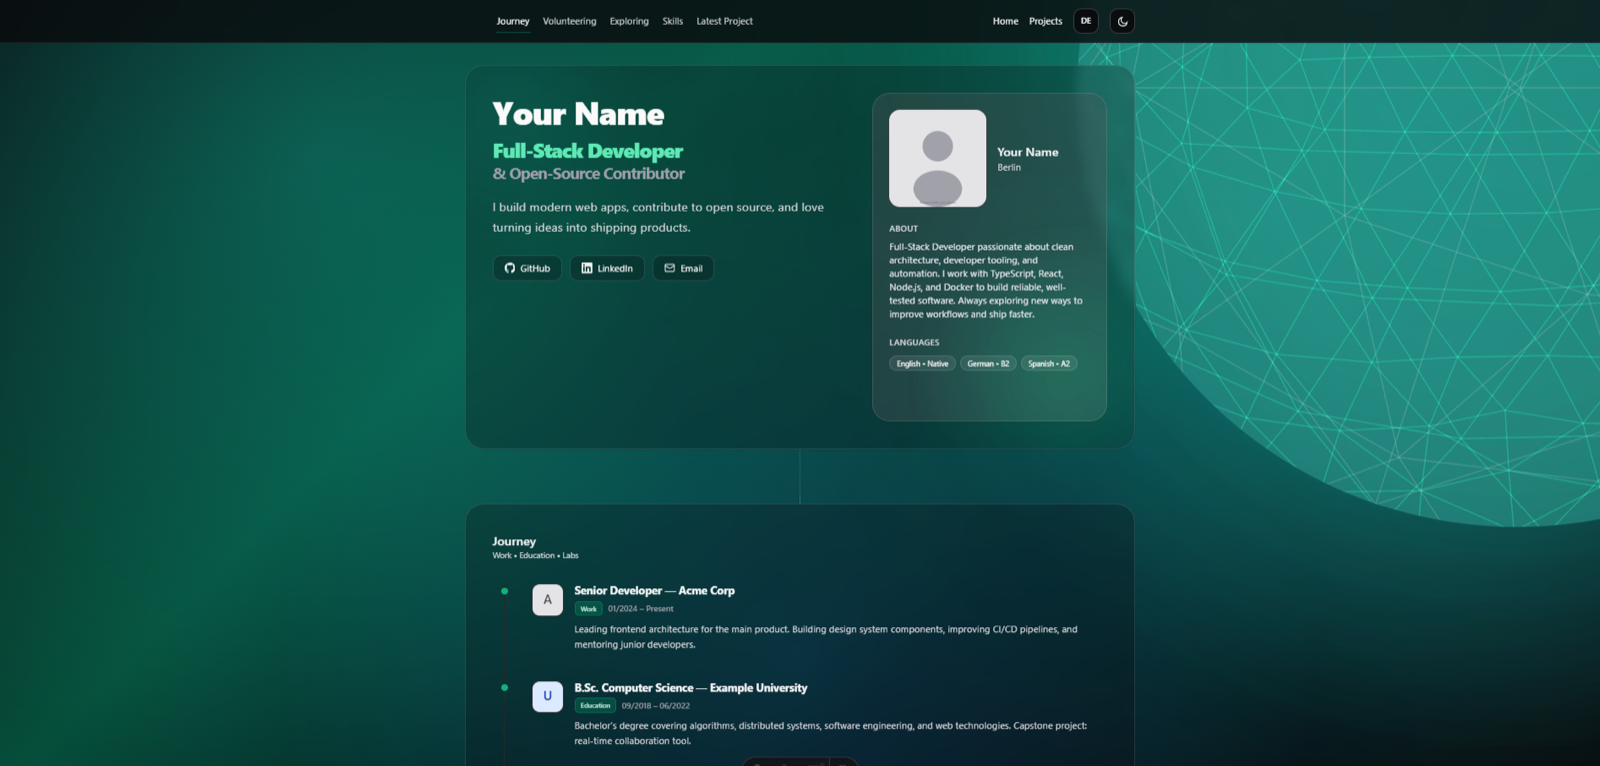 Journey Volunteering Exploring Skills Latest Project Home Projects DE
Your Name
Full-Stack Developer
& Open-Source Contributor
I build modern web apps, contribute to open source, and love
turning ideas into shipping products.
GitHub LinkedIn Email
Your Name
Berlin
ABOUT
Full-Stack Developer passionate about clean
architecture, developer tooling, and
automation. I work with TypeScript, React,
Node.js, and Docker to build reliable, well-
tested software. Always exploring new ways to
improve workflows and ship faster.
LANGUAGES
English • Native German • B2 Spanish • A2
Journey
Work • Education • Labs
A
Senior Developer — Acme Corp
Work 01/2024 – Present
Leading frontend architecture for the main product. Building design system components, improving CI/CD pipelines, and
mentoring junior developers.
U
B.Sc. Computer Science — Example University
Education 09/2018 – 06/2022
Bachelor's degree covering algorithms, distributed systems, software engineering, and web technologies. Capstone project:
real-time collaboration tool.